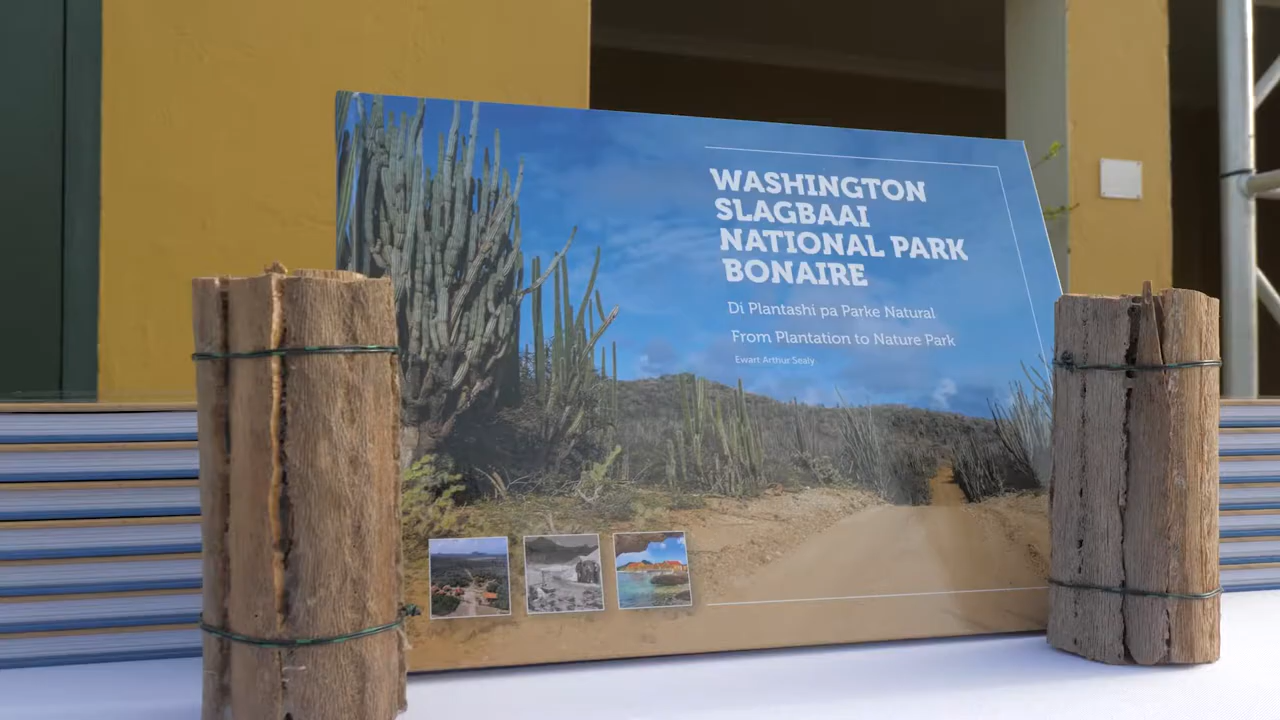 WASHINGTON
SLAGBAAI
NATIONAL PARK
BONAIRE
Di Plantashi pa Parke Natural
From Plantation to Nature Park
Ewart Arthur Sealy